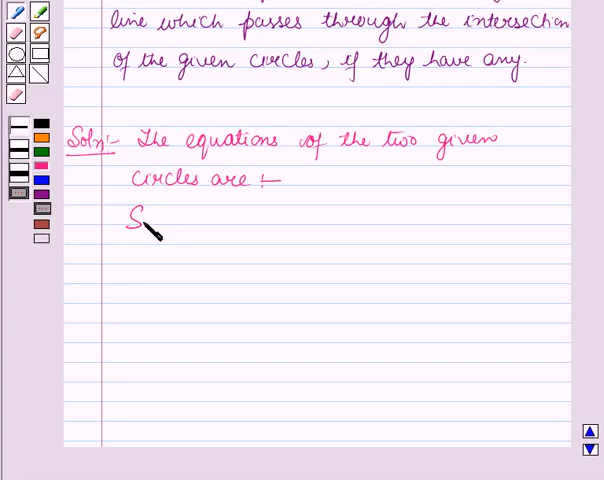 line which passes through the intersection
of the given circles, if they have any.
Soln:- The equations of the two given
circles are :-
S